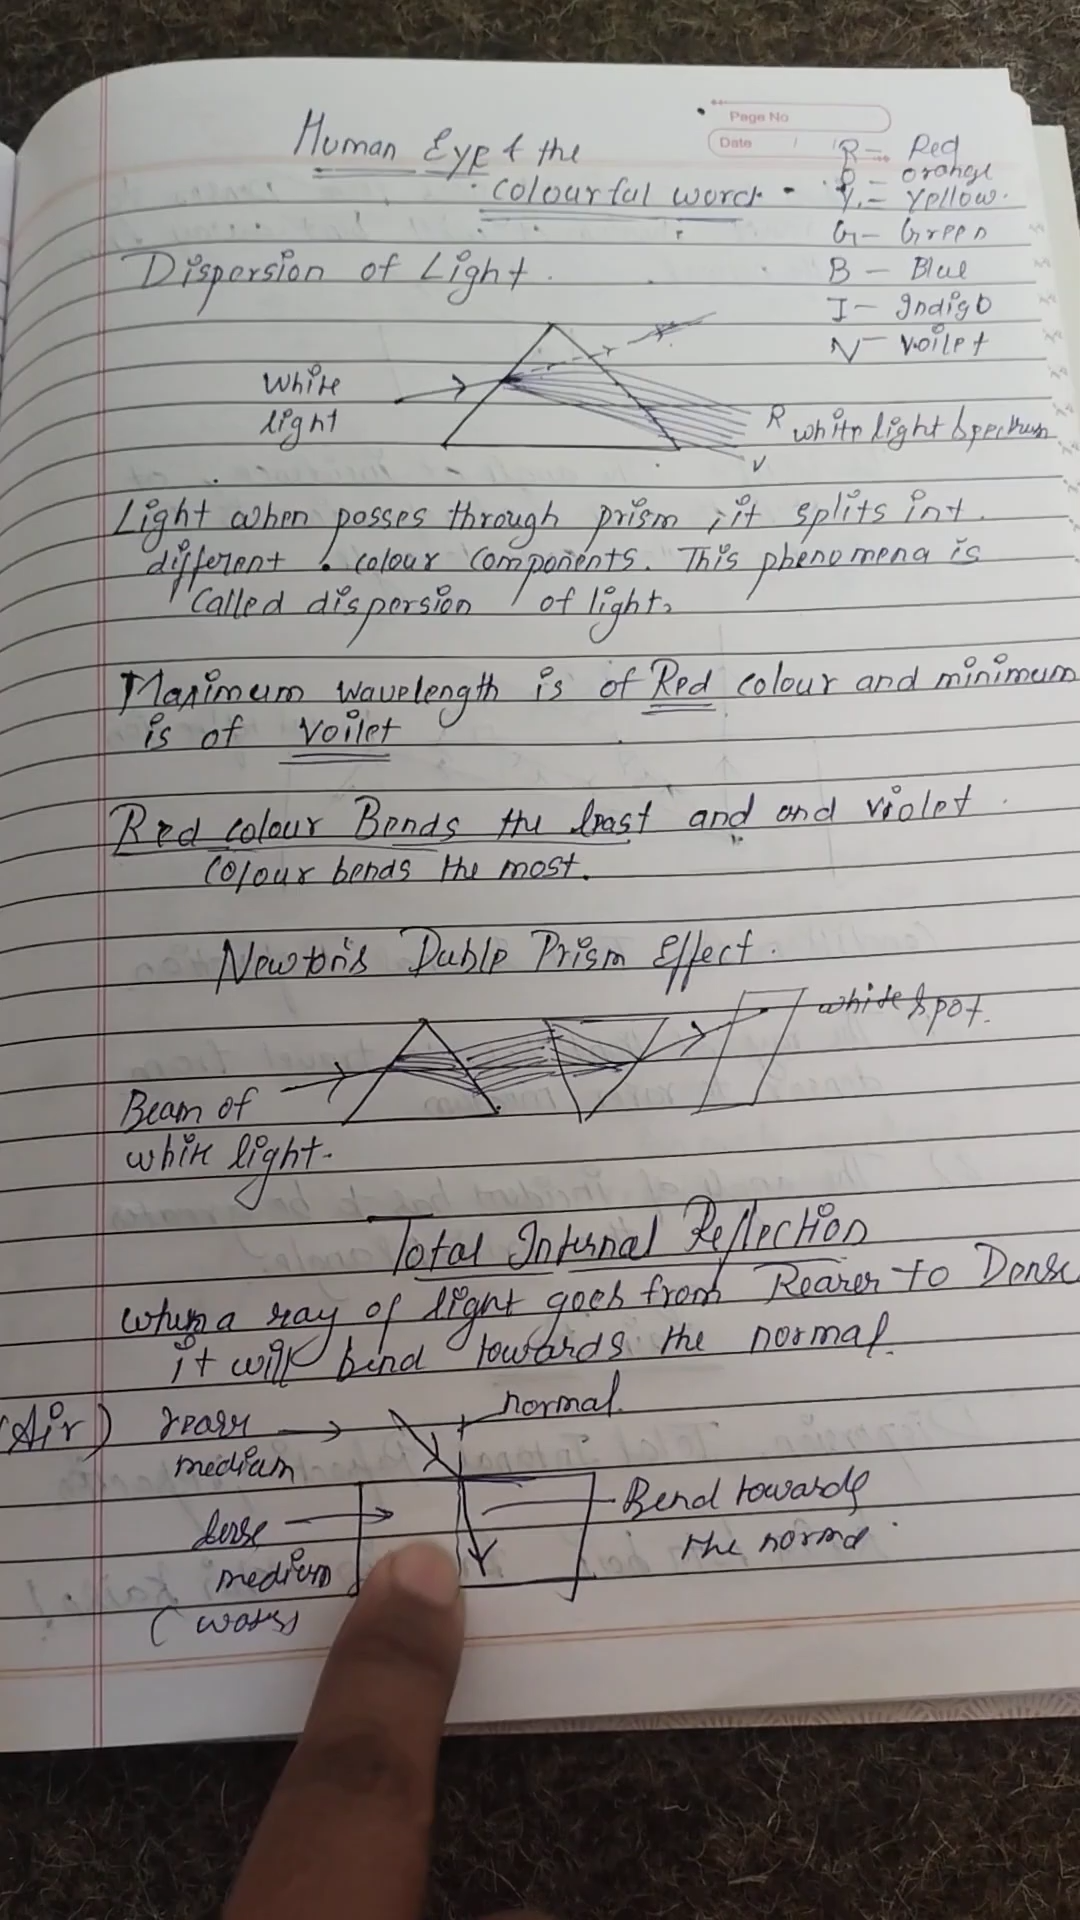 Page No
Date
Human Eye & the
colourful word
R - Red
O - orange
Y - Yellow
G - Green
B - Blue
I - Indigo
V - Voilet
Dispersion of Light
White
light
R
white light Spectrum
V
Light when posses through prism, it splits int
different colour components. This phenomena is
Called dispersion of light,
Maximum wavelength is of Red colour and minimum
is of Voilet
Red colour Bends the least and and violet
Colour bends the most.
Newton's Duble Prism Effect.
white spot.
Beam of
white light.
Total Internal Reflection
when a ray of light goes from Rearer to Dense
it will bend towards the normal.
(Air) rearer
medium
normal.
dense
medium
(water)
Bend towards
the normal